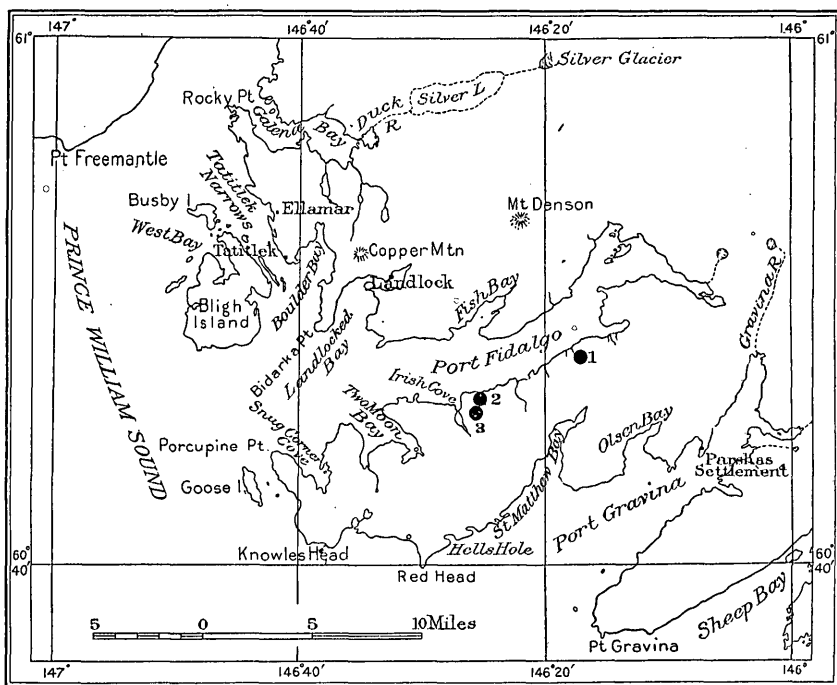 147°
146°40'
146°20'
146°
61°
61°
Silver Glacier
Rocky Pt
Galena Bay
Duck R
Silver L
Pt Freemantle
Tatitlek Narrows
Busby I
Ellamar
Mt Denson
West Bay
Tatitlek
Copper Mtn
Landlock
Boulder Bay
Fish Bay
Gravina R
Bligh Island
PRINCE WILLIAM SOUND
Bidarka Pt
Landlocked Bay
Port Fidalgo
1
Irish Cove
2
3
Two Moon Bay
Snug Corner Cove
Olsen Bay
Porcupine Pt.
St Matthew Bay
Parshas Settlement
Goose I.
Port Gravina
Knowles Head
Hells Hole
60°40'
60°40'
Red Head
Sheep Bay
5 0 5 10 Miles
Pt Gravina
147°
146°40'
146°20'
146°